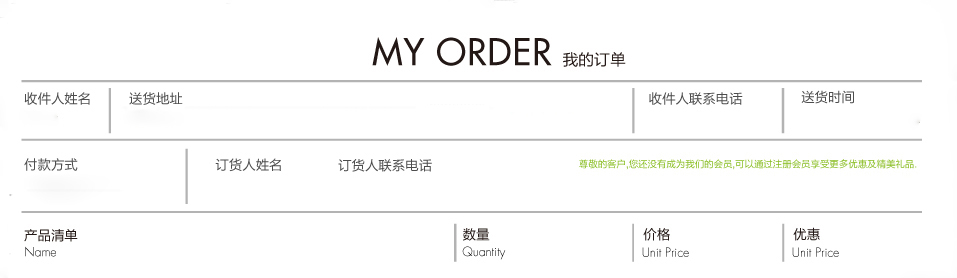 MY ORDER 我的订单
收件人姓名 送货地址 收件人联系电话 送货时间
付款方式 订货人姓名 订货人联系电话 尊敬的客户,您还没有成为我们的会员,可以通过注册会员享受更多优惠及精美礼品.
产品清单 数量 价格 优惠
Name Quantity Unit Price Unit Price